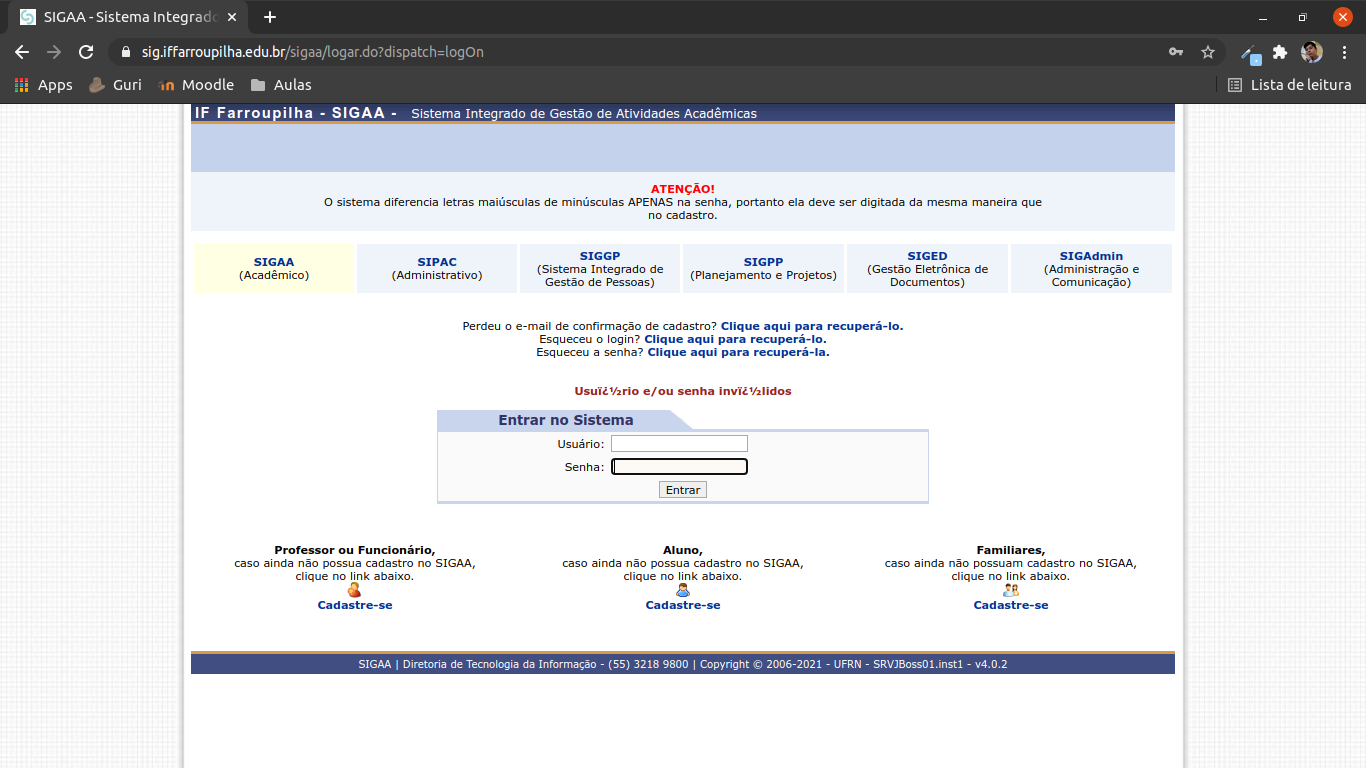 SIGAA - Sistema Integrado
sig.iffarroupilha.edu.br/sigaa/logar.do?dispatch=logOn
Apps Guri Moodle Aulas Lista de leitura
IF Farroupilha - SIGAA - Sistema Integrado de Gestão de Atividades Acadêmicas
ATENÇÃO!
O sistema diferencia letras maiúsculas de minúsculas APENAS na senha, portanto ela deve ser digitada da mesma maneira que
no cadastro.
SIGAA
(Acadêmico)
SIPAC
(Administrativo)
SIGGP
(Sistema Integrado de
Gestão de Pessoas)
SIGPP
(Planejamento e Projetos)
SIGED
(Gestão Eletrônica de
Documentos)
SIGAdmin
(Administração e
Comunicação)
Perdeu o e-mail de confirmação de cadastro? Clique aqui para recuperá-lo.
Esqueceu o login? Clique aqui para recuperá-lo.
Esqueceu a senha? Clique aqui para recuperá-la.
Usuï¿½rio e/ou senha invï¿½lidos
Entrar no Sistema
Usuário:
Senha:
Entrar
Professor ou Funcionário,
caso ainda não possua cadastro no SIGAA,
clique no link abaixo.
Cadastre-se
Aluno,
caso ainda não possua cadastro no SIGAA,
clique no link abaixo.
Cadastre-se
Familiares,
caso ainda não possuam cadastro no SIGAA,
clique no link abaixo.
Cadastre-se
SIGAA | Diretoria de Tecnologia da Informação - (55) 3218 9800 | Copyright © 2006-2021 - UFRN - SRVJBoss01.inst1 - v4.0.2